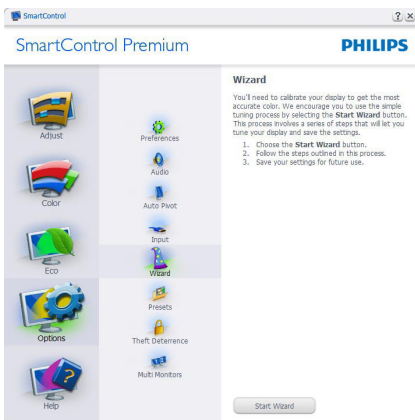 SmartControl
SmartControl Premium
PHILIPS
Adjust
Color
Eco
Options
Help
Preferences
Audio
Auto Pivot
Input
Wizard
Presets
Theft Deterrence
Multi Monitors
Wizard
You'll need to calibrate your display to get the most
accurate color. We encourage you to use the simple
tuning process by selecting the Start Wizard button.
This process involves a series of steps that will let you
tune your display and save the settings.
1. Choose the Start Wizard button.
2. Follow the steps outlined in this process.
3. Save your settings for future use.
Start Wizard